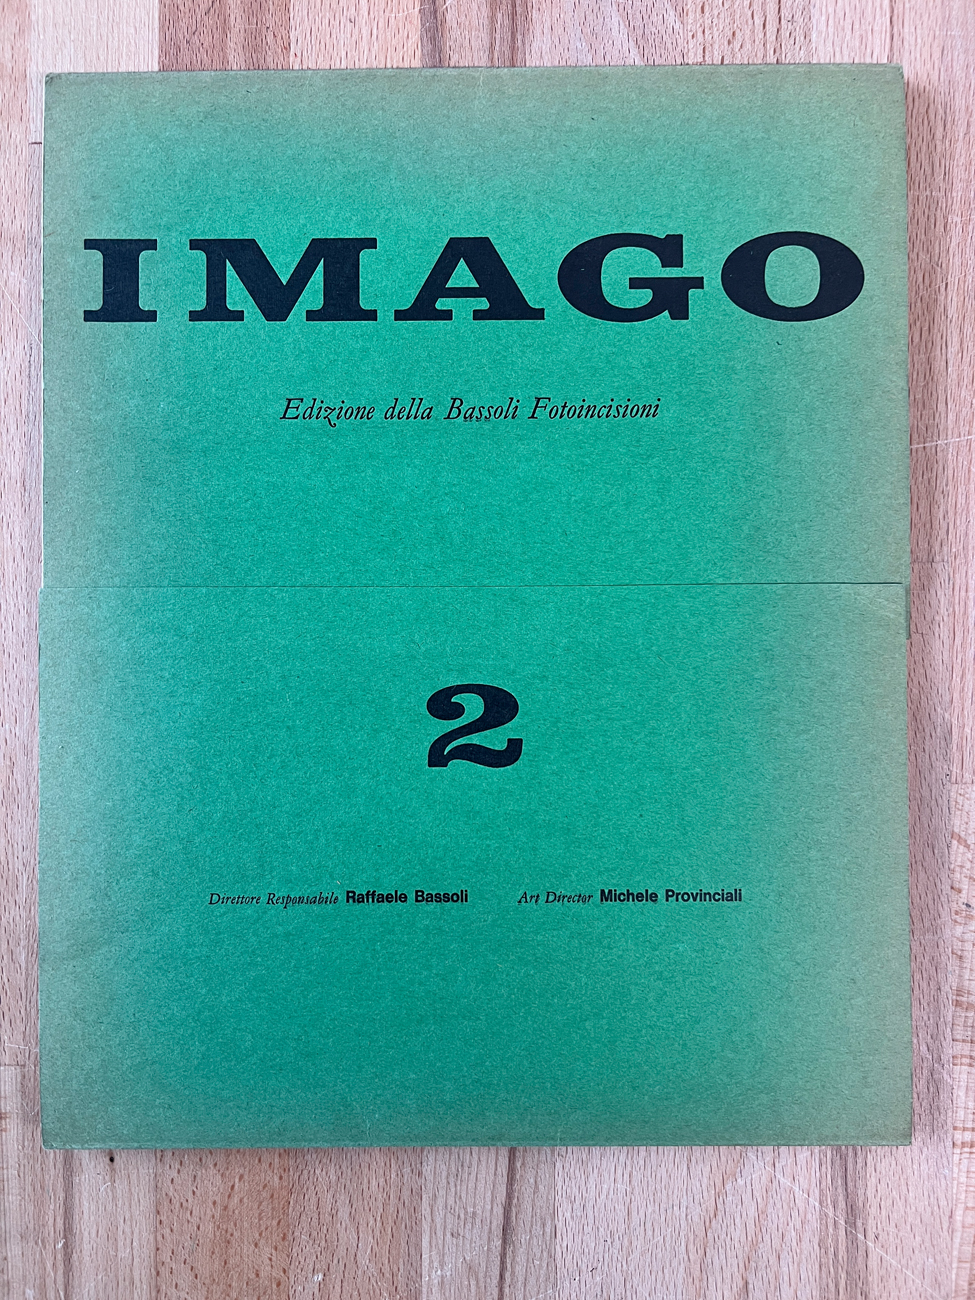 IMAGO
Edizione della Bassoli Fotoincisioni
2
Direttore Responsabile Raffaele Bassoli Art Director Michele Provinciali